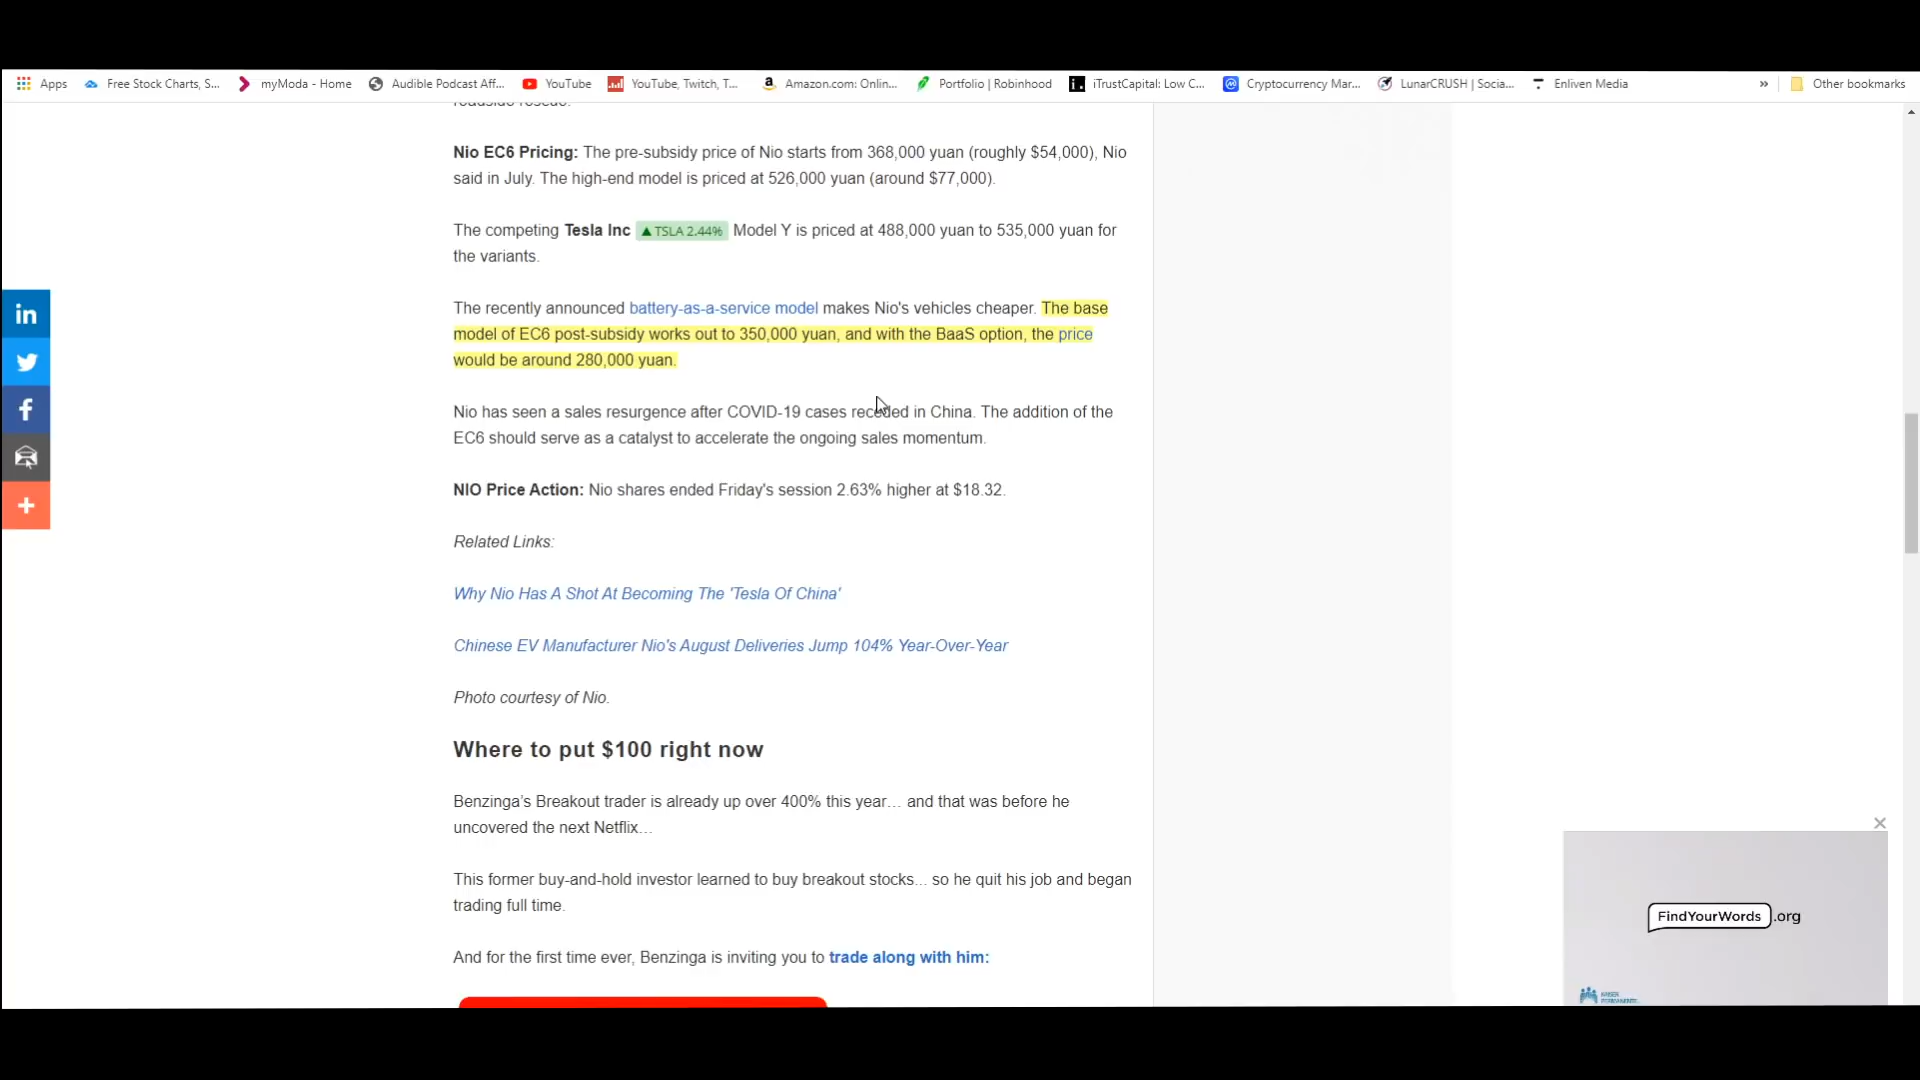 Apps
Free Stock Charts, S...
myModa - Home
Audible Podcast Aff...
YouTube
YouTube, Twitch, T...
Amazon.com: Onlin...
Portfolio | Robinhood
iTrustCapital: Low C...
Cryptocurrency Mar...
LunarCRUSH | Socia...
Enliven Media
»
Other bookmarks
Nio EC6 Pricing: The pre-subsidy price of Nio starts from 368,000 yuan (roughly $54,000), Nio
said in July. The high-end model is priced at 526,000 yuan (around $77,000).
The competing Tesla Inc ▲ TSLA 2.44% Model Y is priced at 488,000 yuan to 535,000 yuan for
the variants.
The recently announced battery-as-a-service model makes Nio's vehicles cheaper. The base
model of EC6 post-subsidy works out to 350,000 yuan, and with the BaaS option, the price
would be around 280,000 yuan.
Nio has seen a sales resurgence after COVID-19 cases receded in China. The addition of the
EC6 should serve as a catalyst to accelerate the ongoing sales momentum.
NIO Price Action: Nio shares ended Friday's session 2.63% higher at $18.32.
Related Links:
Why Nio Has A Shot At Becoming The 'Tesla Of China'
Chinese EV Manufacturer Nio's August Deliveries Jump 104% Year-Over-Year
Photo courtesy of Nio.
Where to put $100 right now
Benzinga’s Breakout trader is already up over 400% this year… and that was before he
uncovered the next Netflix…
This former buy-and-hold investor learned to buy breakout stocks... so he quit his job and began
trading full time.
And for the first time ever, Benzinga is inviting you to trade along with him:
FindYourWords.org